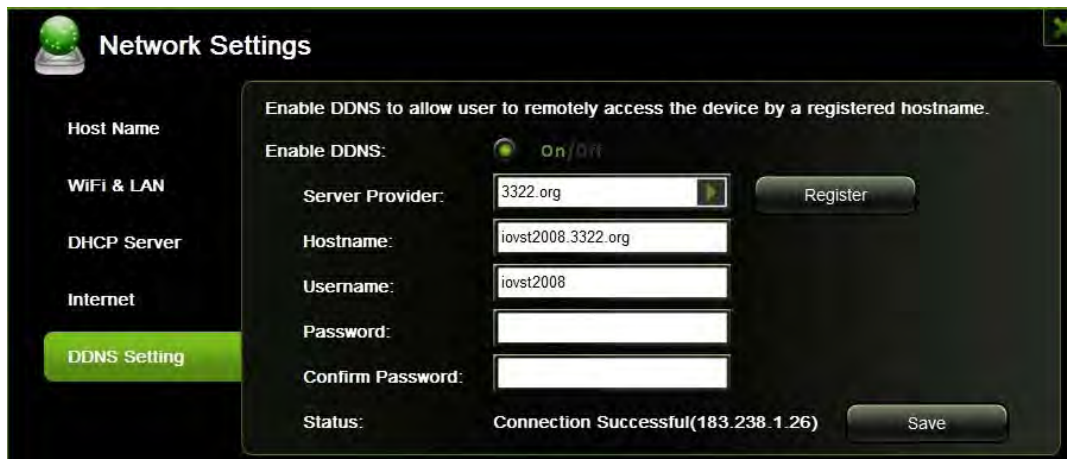 Network Settings
Host Name
WiFi & LAN
DHCP Server
Internet
DDNS Setting
Enable DDNS to allow user to remotely access the device by a registered hostname.
Enable DDNS: On/Off
Server Provider: 3322.org Register
Hostname: iovst2008.3322.org
Username: iovst2008
Password:
Confirm Password:
Status: Connection Successful(183.238.1.26) Save